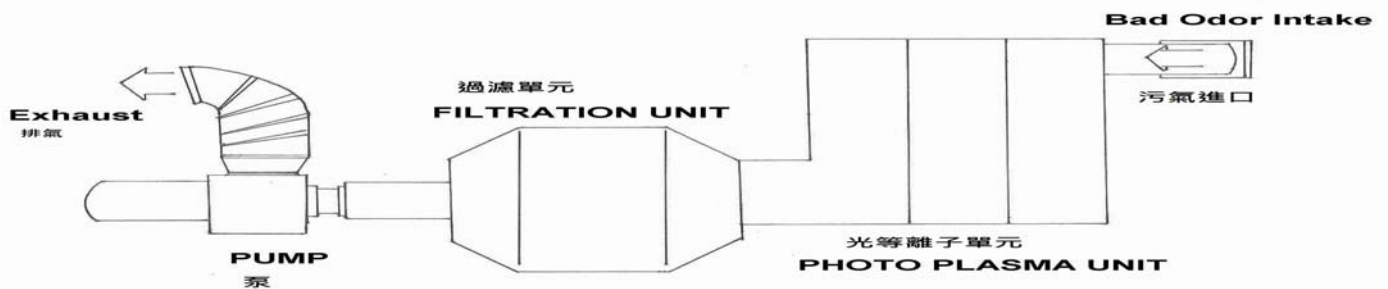 Bad Odor Intake
污氣進口
過濾單元
FILTRATION UNIT
Exhaust
排氣
光等離子單元
PHOTO PLASMA UNIT
PUMP
泵